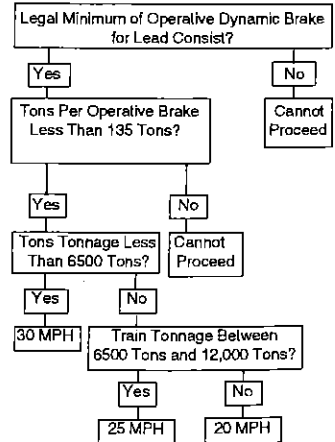 Legal Minimum of Operative Dynamic Brake
for Lead Consist?
Yes
No
Tons Per Operative Brake
Less Than 135 Tons?
Cannot
Proceed
Yes
No
Tons Tonnage Less
Than 6500 Tons?
Cannot
Proceed
Yes
No
30 MPH
Train Tonnage Between
6500 Tons and 12,000 Tons?
Yes
No
25 MPH
20 MPH